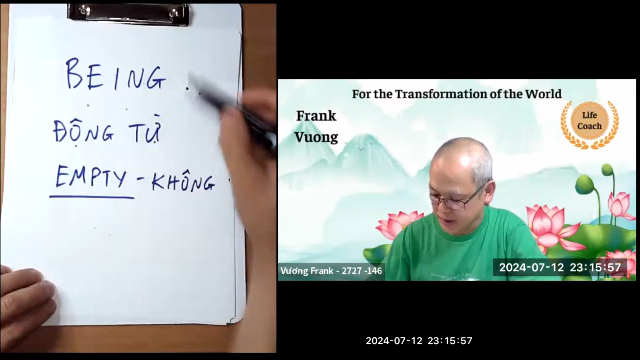 BEING
ĐỘNG TỪ
EMPTY - KHÔNG
For the Transformation of the World
Frank
Vuong
Life
Coach
Vương Frank - 2727 -146
2024-07-12 23:15:57
2024-07-12 23:15:57